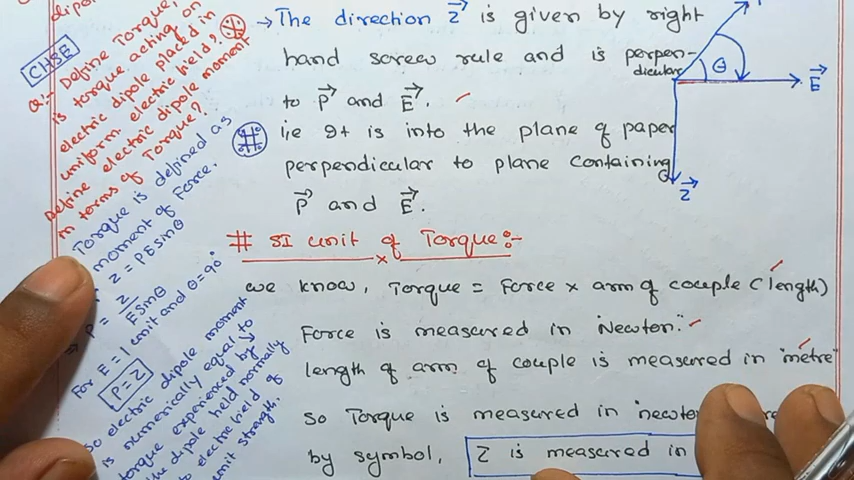 dipole
CHSE
Q:- Define Torque,
is torque acting on
electric dipole placed in
uniform electric field?
Define electric dipole moment
in terms of Torque?
Torque is defined as
moment of Force.
Z = PE sinθ
⇒ P = Z/E sinθ
For E = 1 unit and θ = 90°
P = Z
So electric dipole moment
is numerically equal to
torque experienced by
the dipole held normally
to electric field of
unit strength.
→ The direction Z⃗ is given by right
hand screw rule and is perpen-
dicular
to P⃗ and E⃗.
i;e It is into the plane of paper
perpendicular to plane containing
P⃗ and E⃗.
θ
E⃗
Z⃗
# SI unit of Torque:-
we know, Torque = Force × arm of couple (length)
Force is measured in "Newton".
length of arm of couple is measured in "metre"
so Torque is measured in
by symbol, Z is measured in